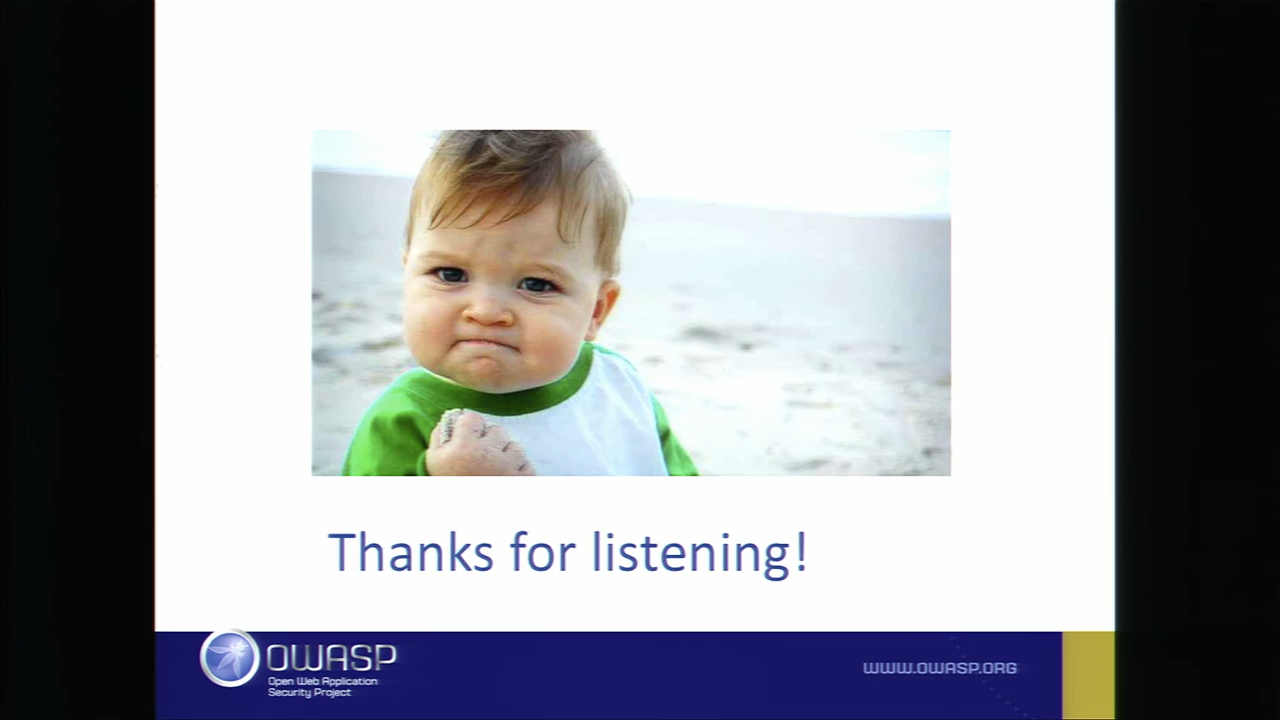 Thanks for listening!
OWASP
Open Web Application
Security Project
WWW.OWASP.ORG